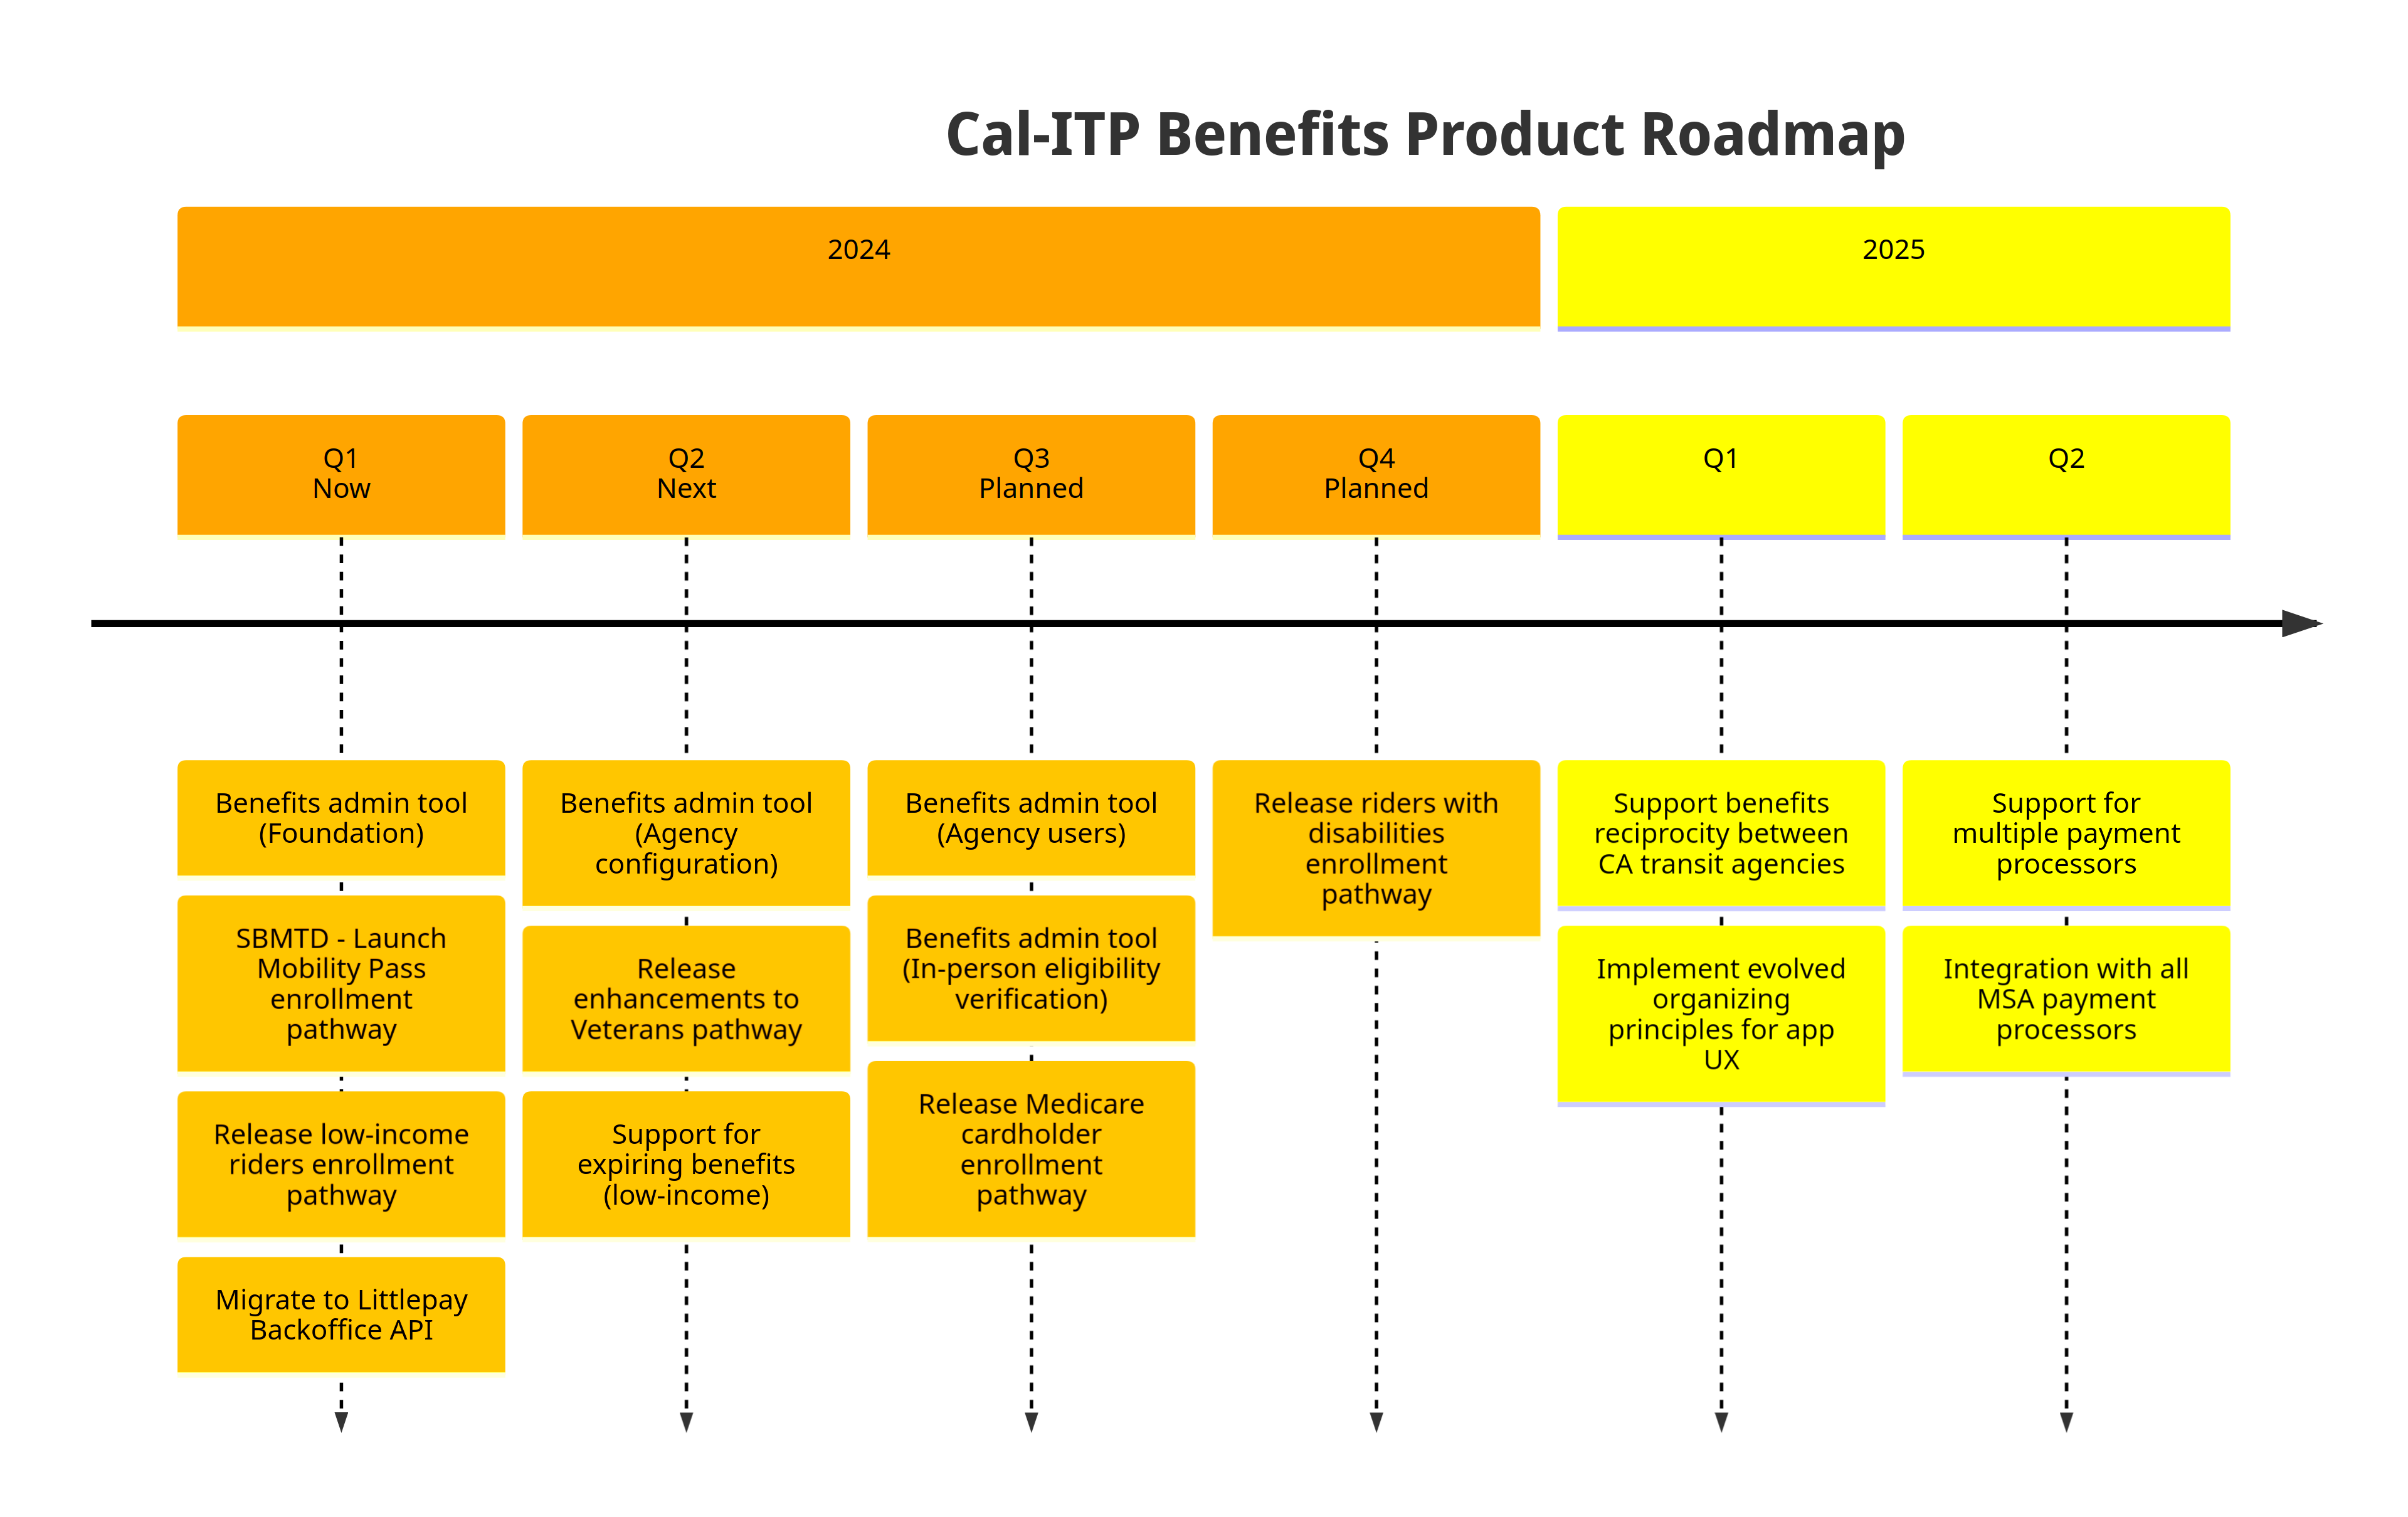 Cal-ITP Benefits Product Roadmap
2024
2025
Q1
Now
Q2
Next
Q3
Planned
Q4
Planned
Q1
Q2
Benefits admin tool
(Foundation)
SBMTD - Launch
Mobility Pass
enrollment
pathway
Release low-income
riders enrollment
pathway
Migrate to Littlepay
Backoffice API
Benefits admin tool
(Agency
configuration)
Release
enhancements to
Veterans pathway
Support for
expiring benefits
(low-income)
Benefits admin tool
(Agency users)
Benefits admin tool
(In-person eligibility
verification)
Release Medicare
cardholder
enrollment
pathway
Release riders with
disabilities
enrollment
pathway
Support benefits
reciprocity between
CA transit agencies
Implement evolved
organizing
principles for app
UX
Support for
multiple payment
processors
Integration with all
MSA payment
processors